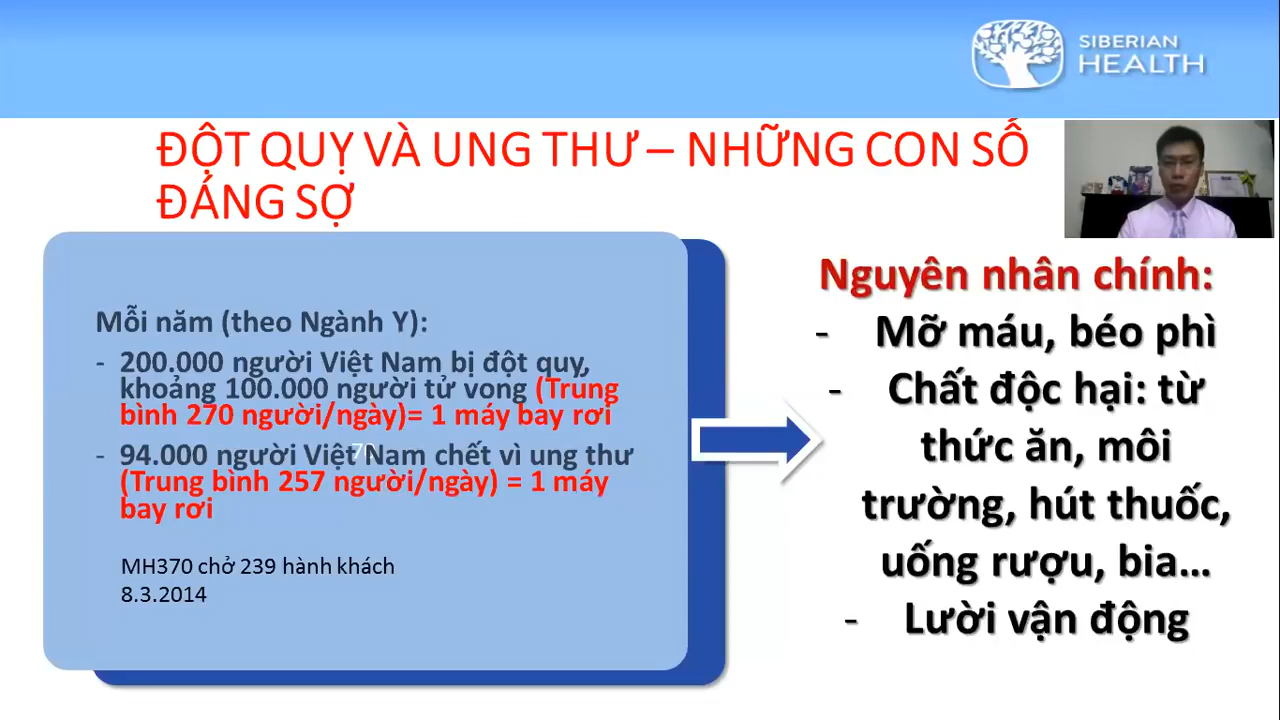 SIBERIAN
HEALTH
ĐỘT QUỴ VÀ UNG THƯ – NHỮNG CON SỐ
ĐÁNG SỢ
Mỗi năm (theo Ngành Y):
- 200.000 người Việt Nam bị đột quỵ,
khoảng 100.000 người tử vong (Trung
bình 270 người/ngày)= 1 máy bay rơi
- 94.000 người Việt Nam chết vì ung thư
(Trung bình 257 người/ngày) = 1 máy
bay rơi
MH370 chở 239 hành khách
8.3.2014
Nguyên nhân chính:
- Mỡ máu, béo phì
- Chất độc hại: từ
thức ăn, môi
trường, hút thuốc,
uống rượu, bia...
- Lười vận động